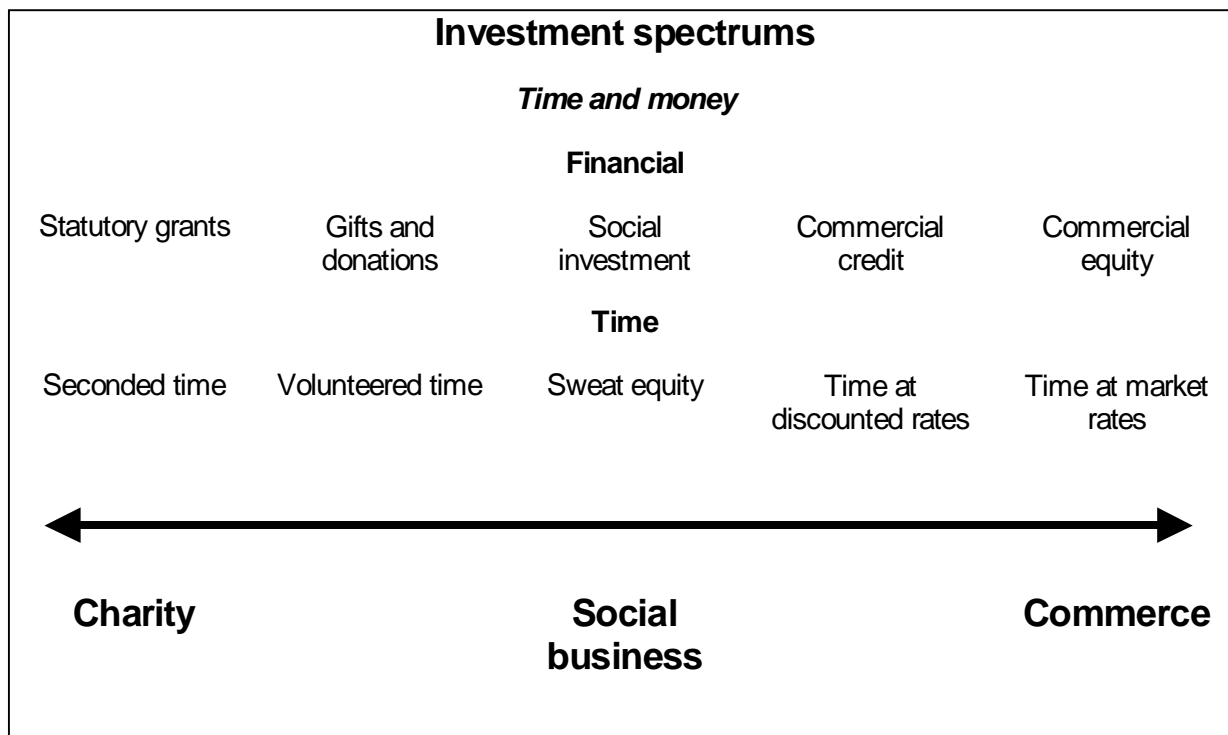 Investment spectrums
Time and money
Financial
Statutory grants Gifts and Social Commercial Commercial
donations investment credit equity
Time
Seconded time Volunteered time Sweat equity Time at Time at market
discounted rates rates
Charity Social Commerce
business